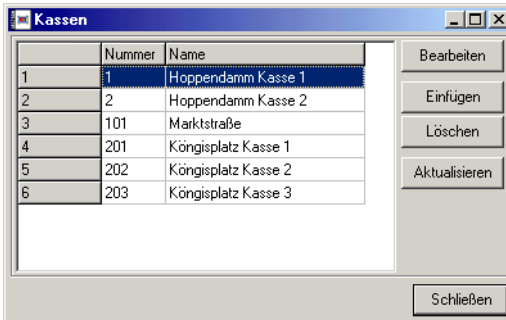 Kassen
Nummer Name
1 1 Hoppendamm Kasse 1
2 2 Hoppendamm Kasse 2
3 101 Marktstraße
4 201 Köngisplatz Kasse 1
5 202 Köngisplatz Kasse 2
6 203 Köngisplatz Kasse 3
Bearbeiten
Einfügen
Löschen
Aktualisieren
Schließen